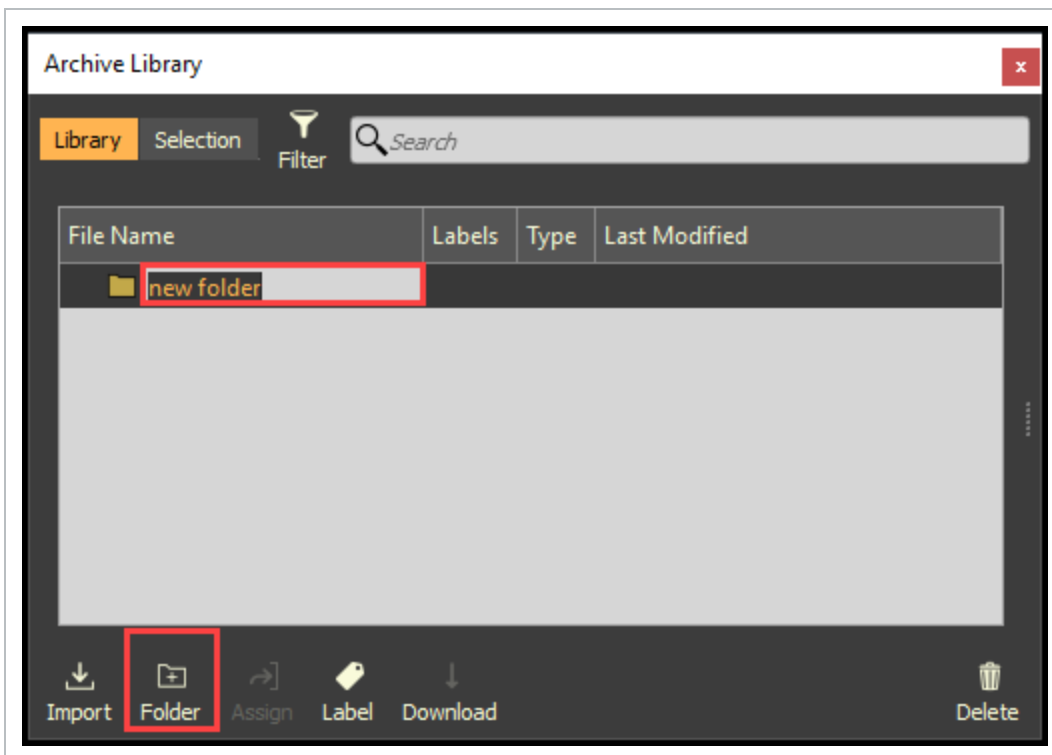 Archive Library
x
Library Selection Filter Search
File Name Labels Type Last Modified
new folder
Import Folder Assign Label Download Delete